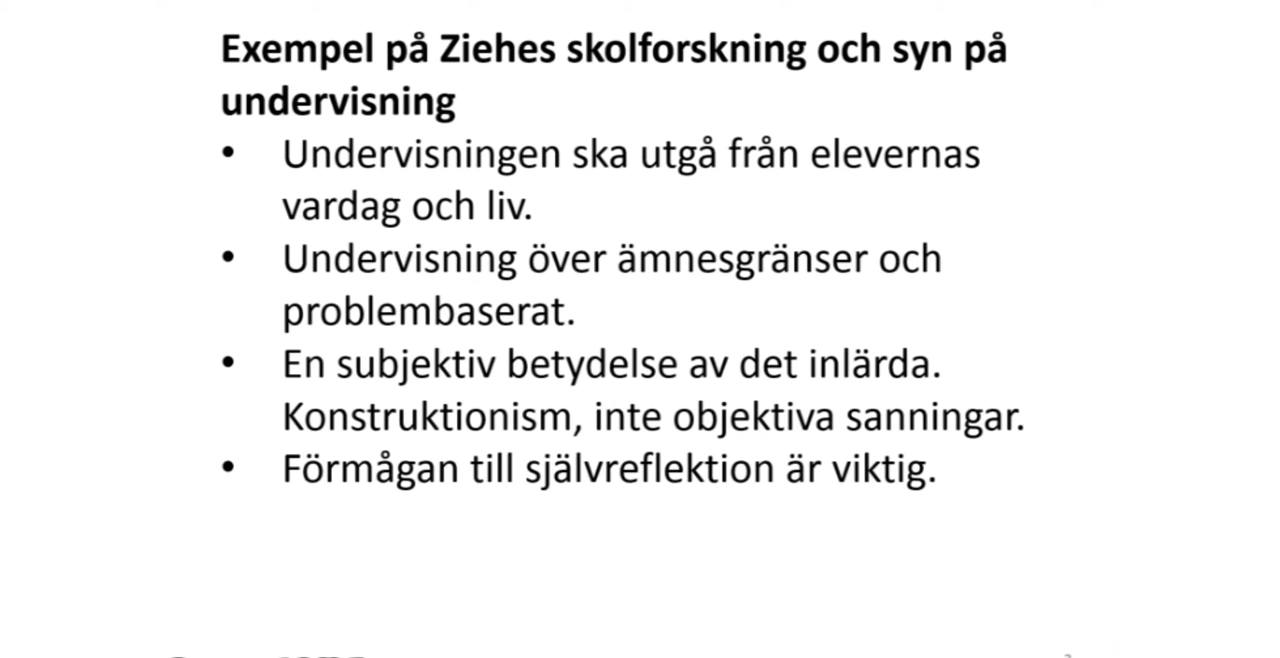 Exempel på Ziehes skolforskning och syn på
undervisning
• Undervisningen ska utgå från elevernas
vardag och liv.
• Undervisning över ämnesgränser och
problembaserat.
• En subjektiv betydelse av det inlärda.
Konstruktionism, inte objektiva sanningar.
• Förmågan till självreflektion är viktig.